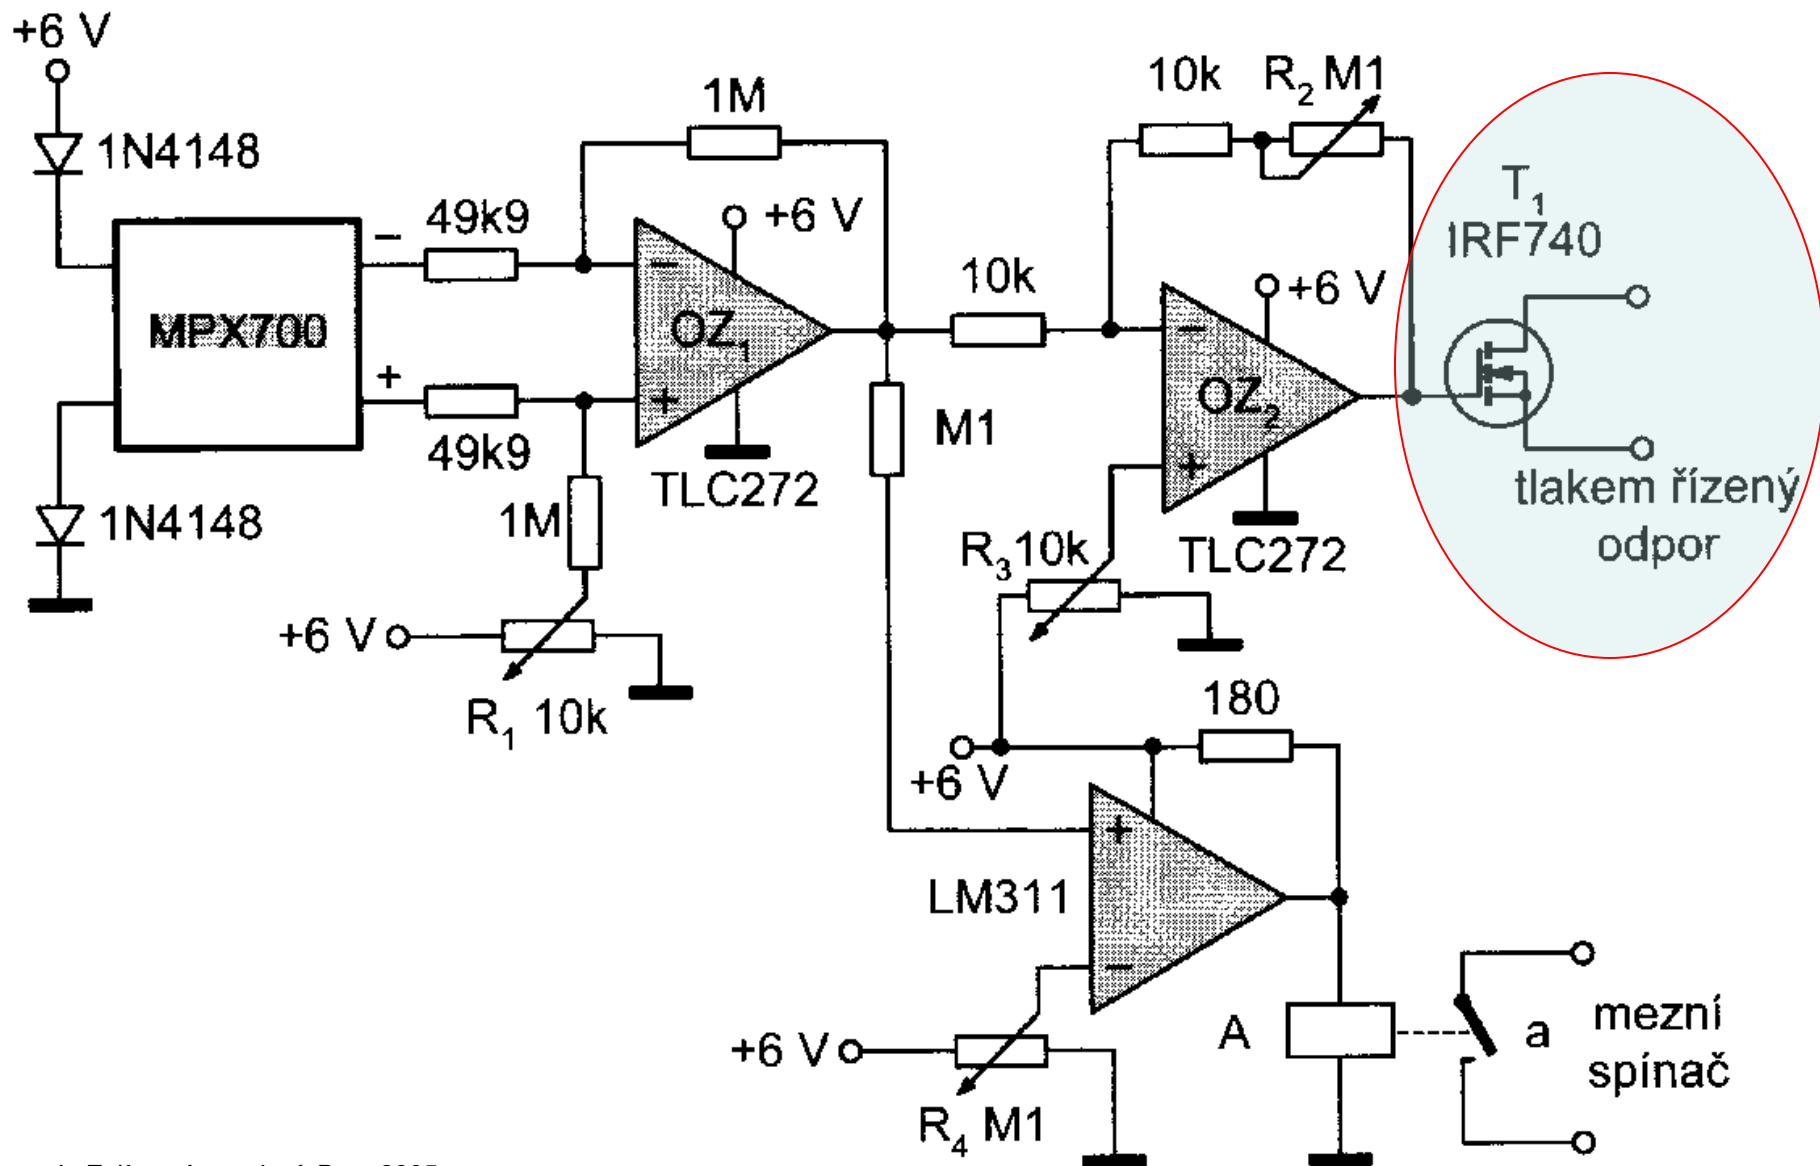 +6 V
1N4148
MPX700
1N4148
−
+
49k9
49k9
1M
1M
+6 V
−
+
OZ1
TLC272
+6 V
R1 10k
10k
M1
10k
R2 M1
+6 V
−
+
OZ2
TLC272
R3 10k
T1
IRF740
tlakem řízený
odpor
+6 V
180
+
−
LM311
+6 V
R4 M1
A
a
mezní
spínač